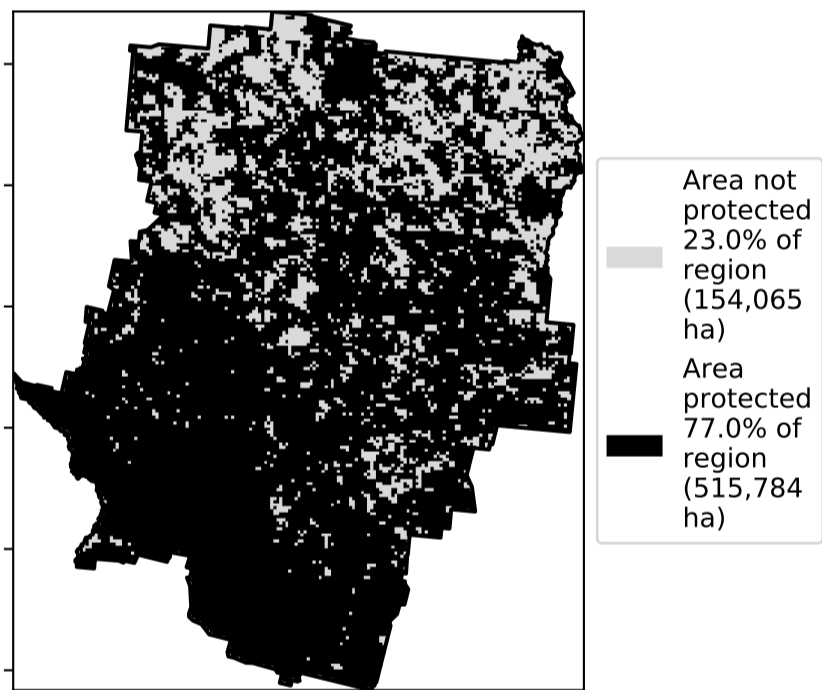 Area not
protected
23.0% of
region
(154,065
ha)
Area
protected
77.0% of
region
(515,784
ha)